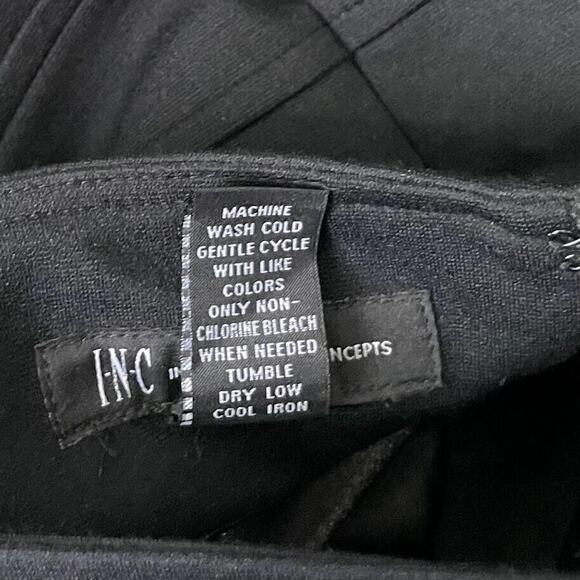 MACHINE
WASH COLD
GENTLE CYCLE
WITH LIKE
COLORS
ONLY NON-
CHLORINE BLEACH
WHEN NEEDED
TUMBLE
DRY LOW
COOL IRON
I·N·C IN NCEPTS